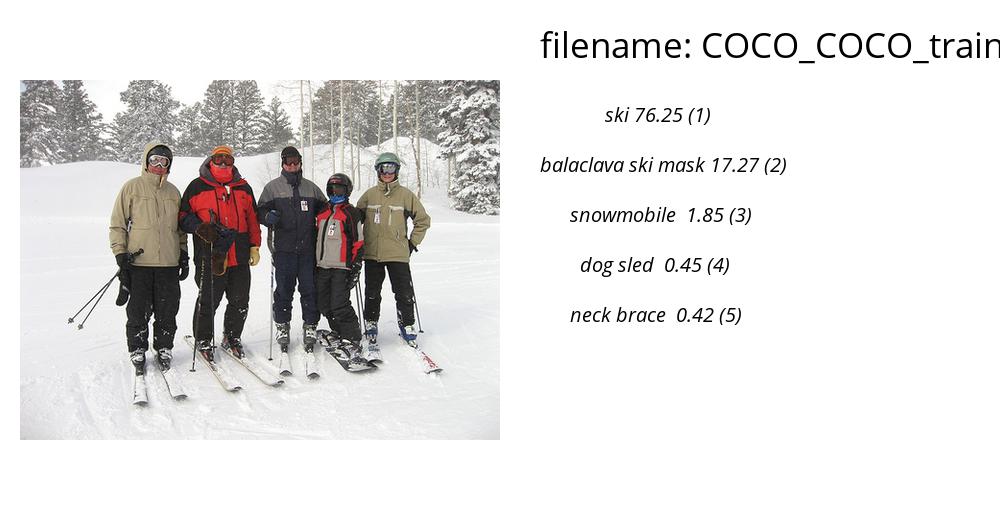 filename: COCO_COCO_train
ski 76.25 (1)
balaclava ski mask 17.27 (2)
snowmobile 1.85 (3)
dog sled 0.45 (4)
neck brace 0.42 (5)